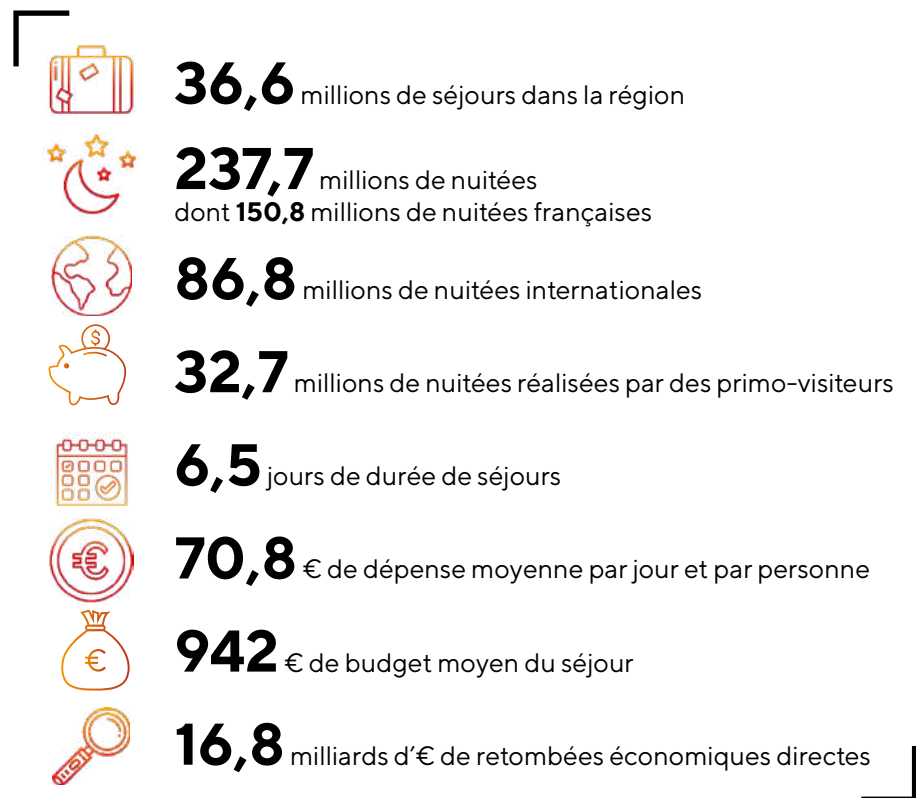 36,6 millions de séjours dans la région
237,7 millions de nuitées
dont 150,8 millions de nuitées françaises
86,8 millions de nuitées internationales
$
32,7 millions de nuitées réalisées par des primo-visiteurs
6,5 jours de durée de séjours
€
70,8 € de dépense moyenne par jour et par personne
€
942 € de budget moyen du séjour
16,8 milliards d'€ de retombées économiques directes